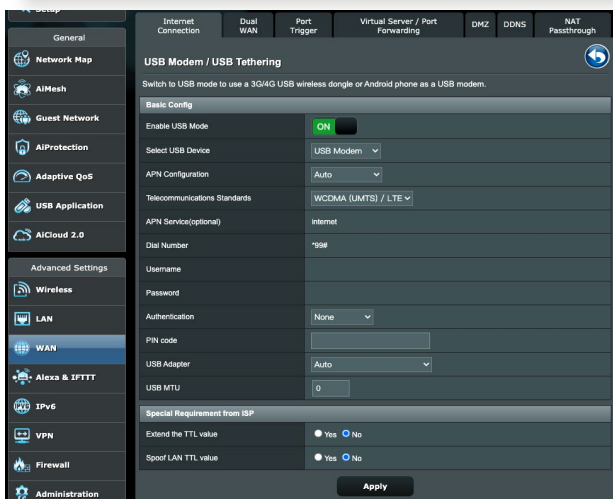 Setup
General
Network Map
AiMesh
Guest Network
AiProtection
Adaptive QoS
USB Application
AiCloud 2.0
Advanced Settings
Wireless
LAN
WAN
Alexa & IFTTT
IPv6
VPN
Firewall
Administration
Internet
Connection
Dual
WAN
Port
Trigger
Virtual Server / Port
Forwarding
DMZ
DDNS
NAT
Passthrough
USB Modem / USB Tethering
Switch to USB mode to use a 3G/4G USB wireless dongle or Android phone as a USB modem.
Basic Config
Enable USB Mode ON
Select USB Device USB Modem
APN Configuration Auto
Telecommunications Standards WCDMA (UMTS) / LTE
APN Service(optional) internet
Dial Number *99#
Username
Password
Authentication None
PIN code
USB Adapter Auto
USB MTU 0
Special Requirement from ISP
Extend the TTL value Yes No
Spoof LAN TTL value Yes No
Apply